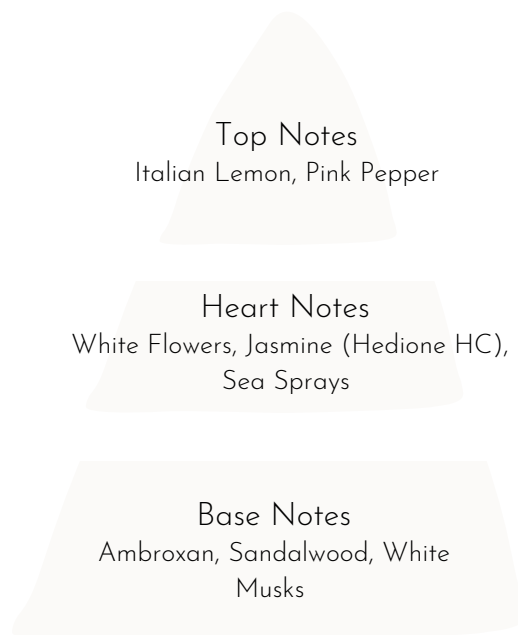 Top Notes
Italian Lemon, Pink Pepper
Heart Notes
White Flowers, Jasmine (Hedione HC),
Sea Sprays
Base Notes
Ambroxan, Sandalwood, White
Musks